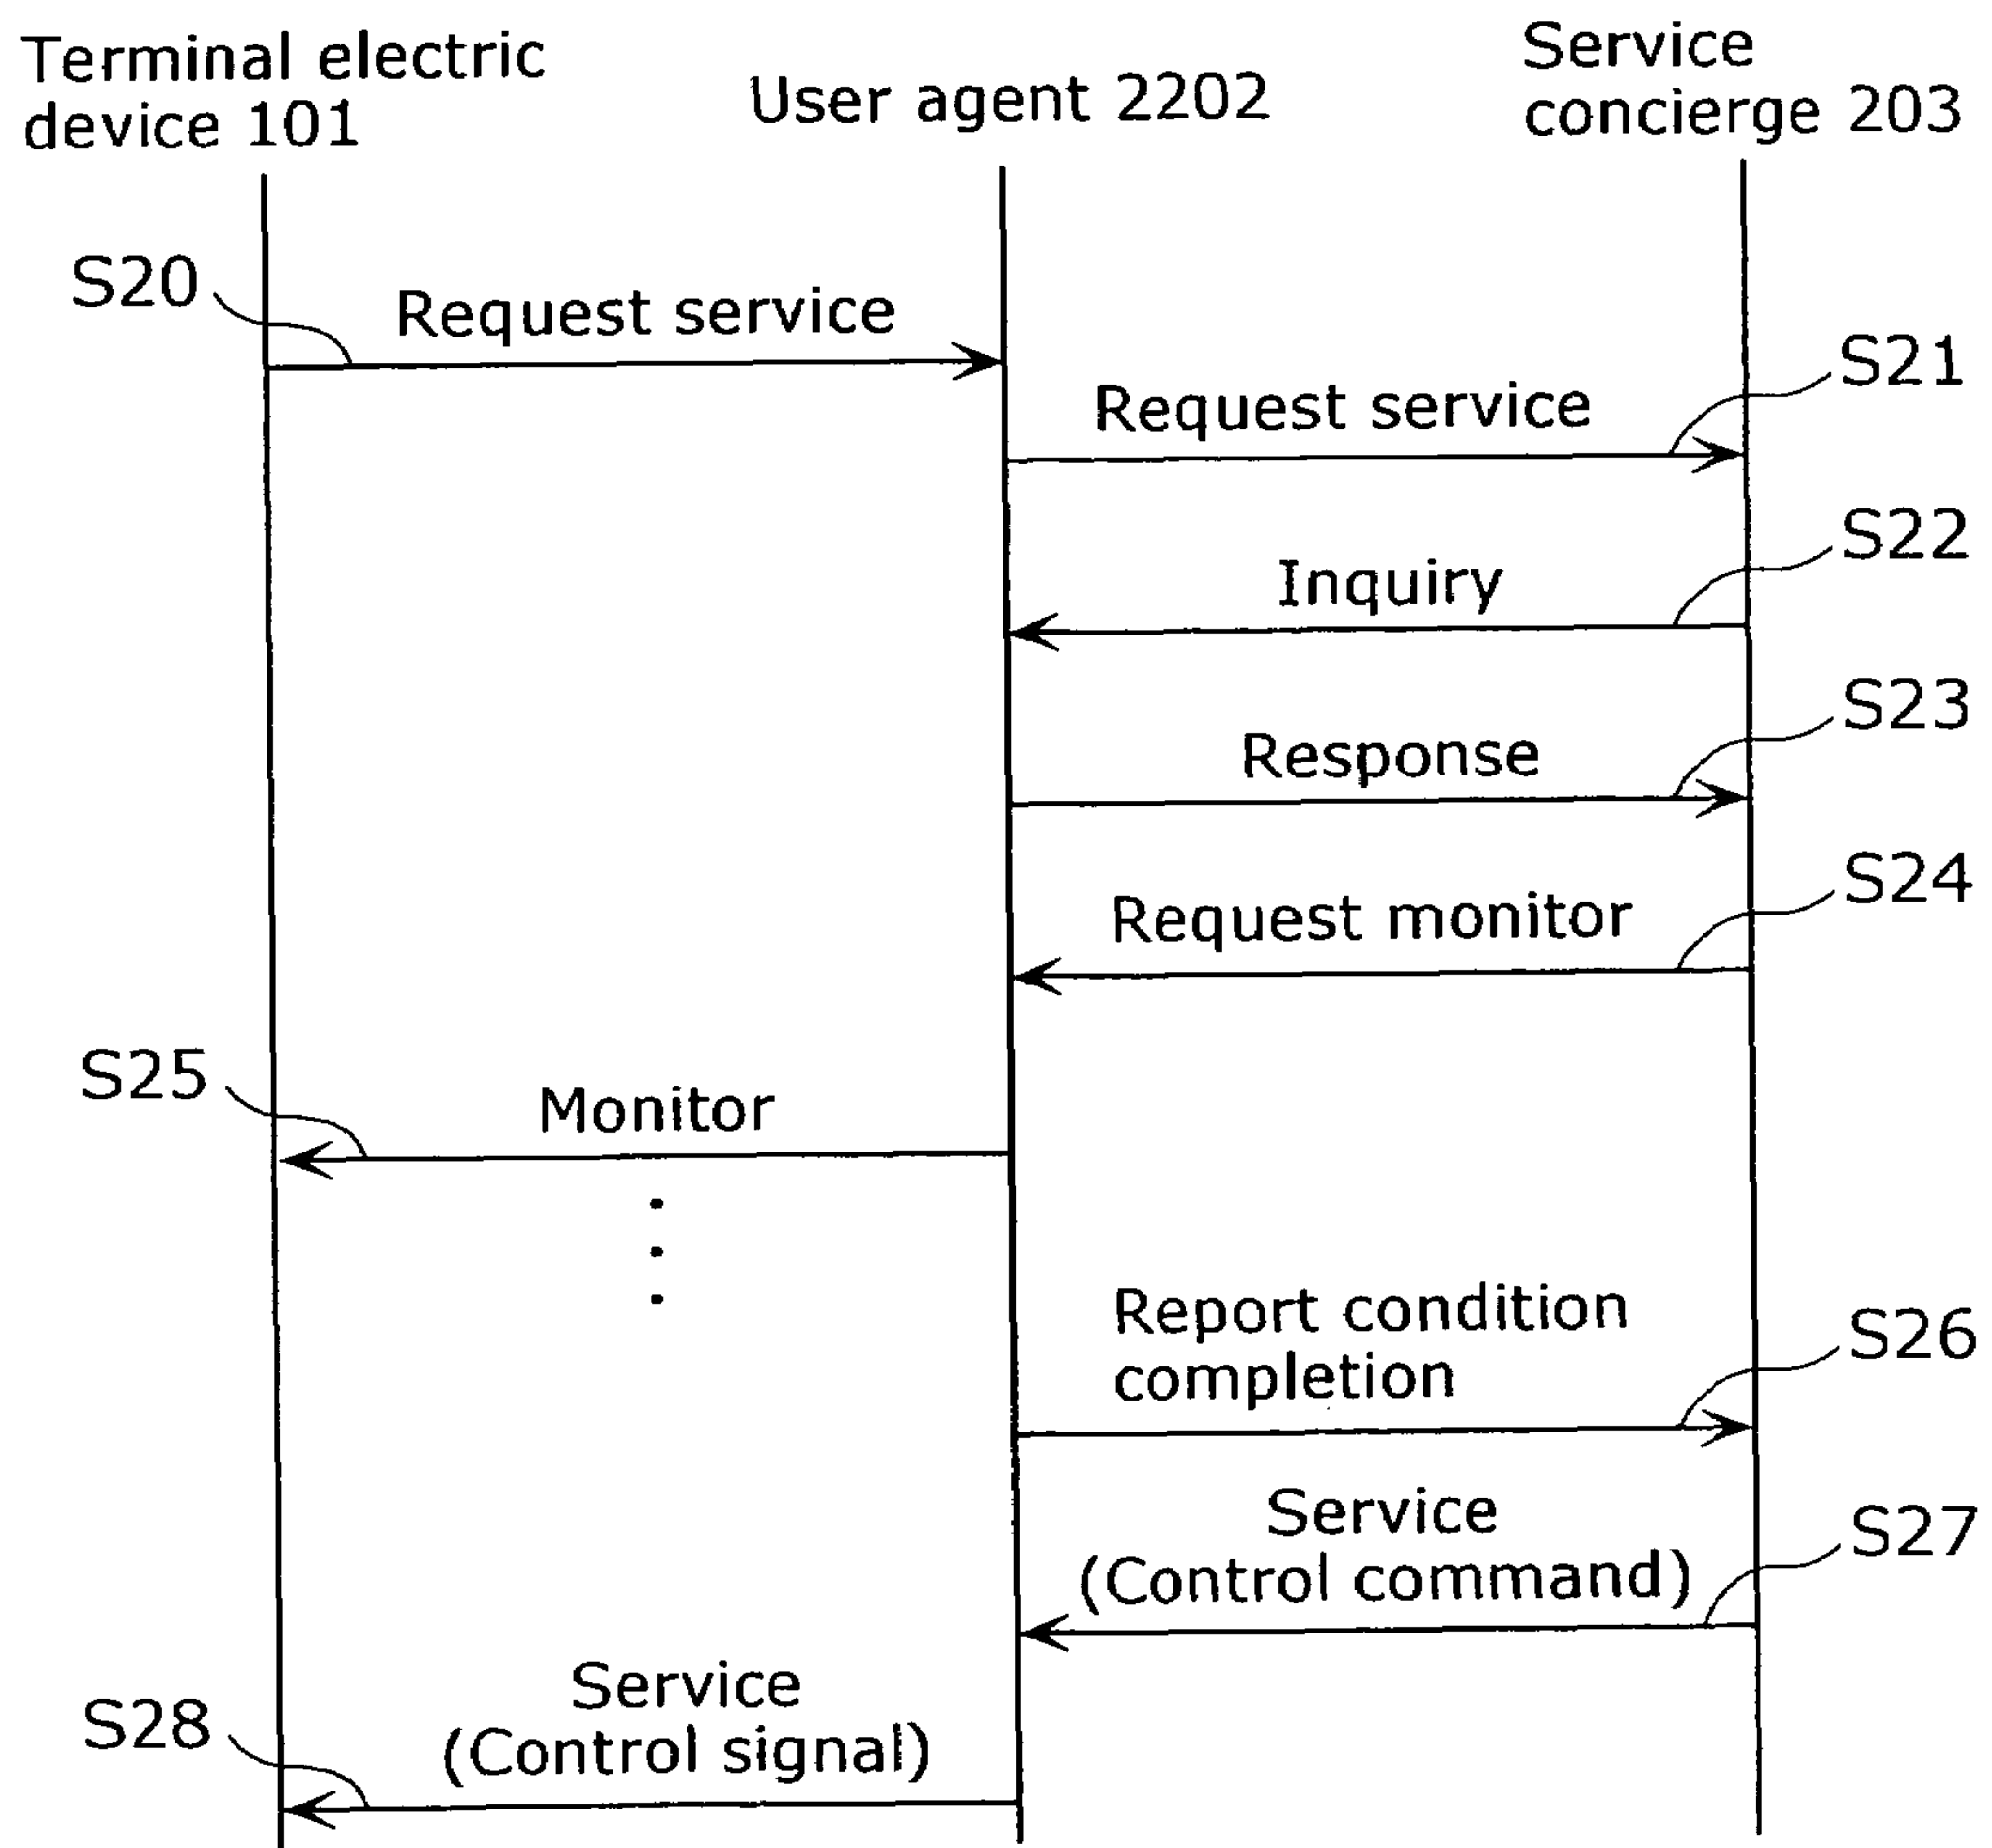 Terminal electric
device 101
User agent 2202
Service
concierge 203
S20
Request service
S21
Request service
S22
Inquiry
S23
Response
S24
Request monitor
S25
Monitor
S26
Report condition
completion
S27
Service
(Control command)
S28
Service
(Control signal)